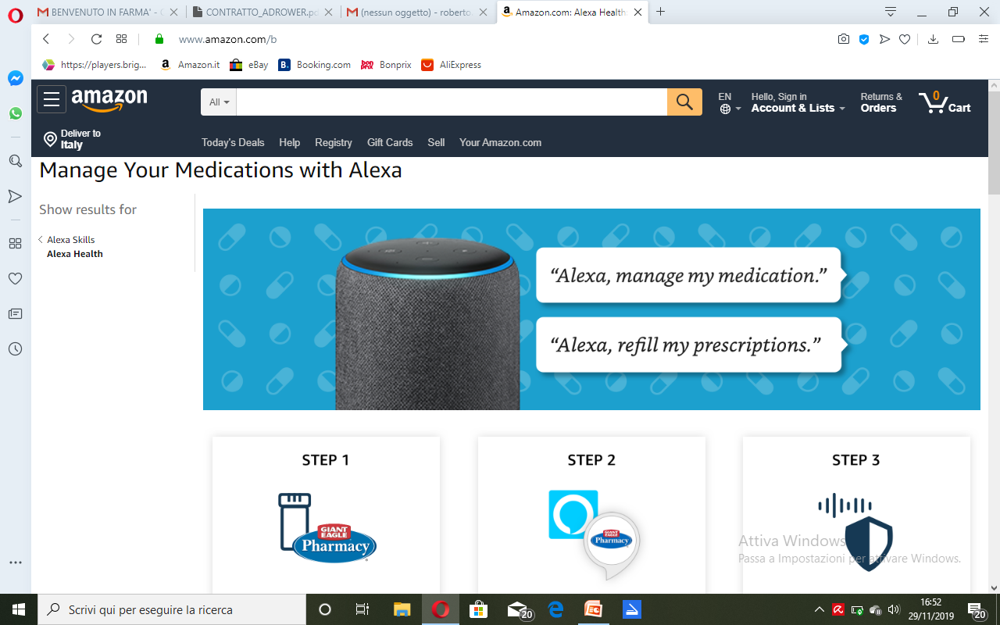 BENVENUTO IN FARMA' - C
CONTRATTO_ADROWER.pd
(nessun oggetto) - roberto.
Amazon.com: Alexa Health
www.amazon.com/b
https://players.brig...
Amazon.it
eBay
Booking.com
Bonprix
AliExpress
amazon
All
EN
Hello, Sign in
Account & Lists
Returns &
Orders
0
Cart
Deliver to
Italy
Today's Deals
Help
Registry
Gift Cards
Sell
Your Amazon.com
Manage Your Medications with Alexa
Show results for
Alexa Skills
Alexa Health
“Alexa, manage my medication.”
“Alexa, refill my prescriptions.”
STEP 1
GIANT
EAGLE
Pharmacy
STEP 2
GIANT
EAGLE
Pharmacy
STEP 3
Attiva Windows
Passa a Impostazioni per attivare Windows.
Scrivi qui per eseguire la ricerca
20
16:52
29/11/2019
20